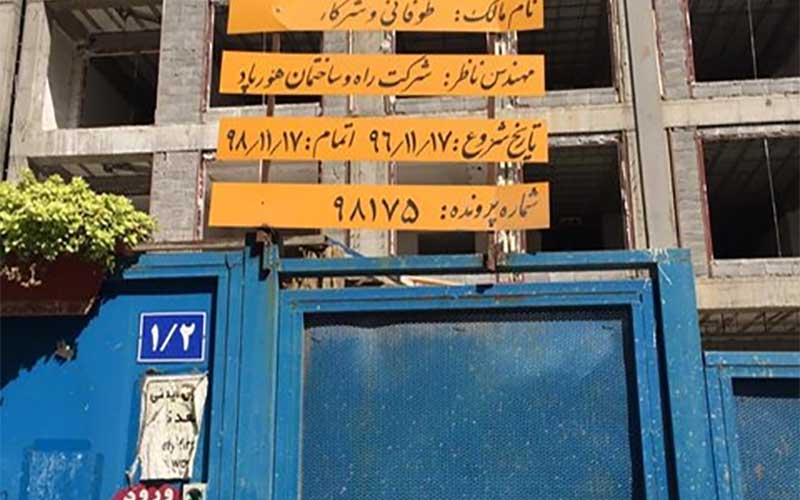 نام مالک: طوفانی و شرکاء
مهندس ناظر: شرکت راه و ساختمان هور پاد
تاریخ شروع: ۹۶/۱۱/۱۷ اتمام: ۹۸/۱۱/۱۷
شماره پرونده: ۹۸۱۷۵
۱/۲
ورود